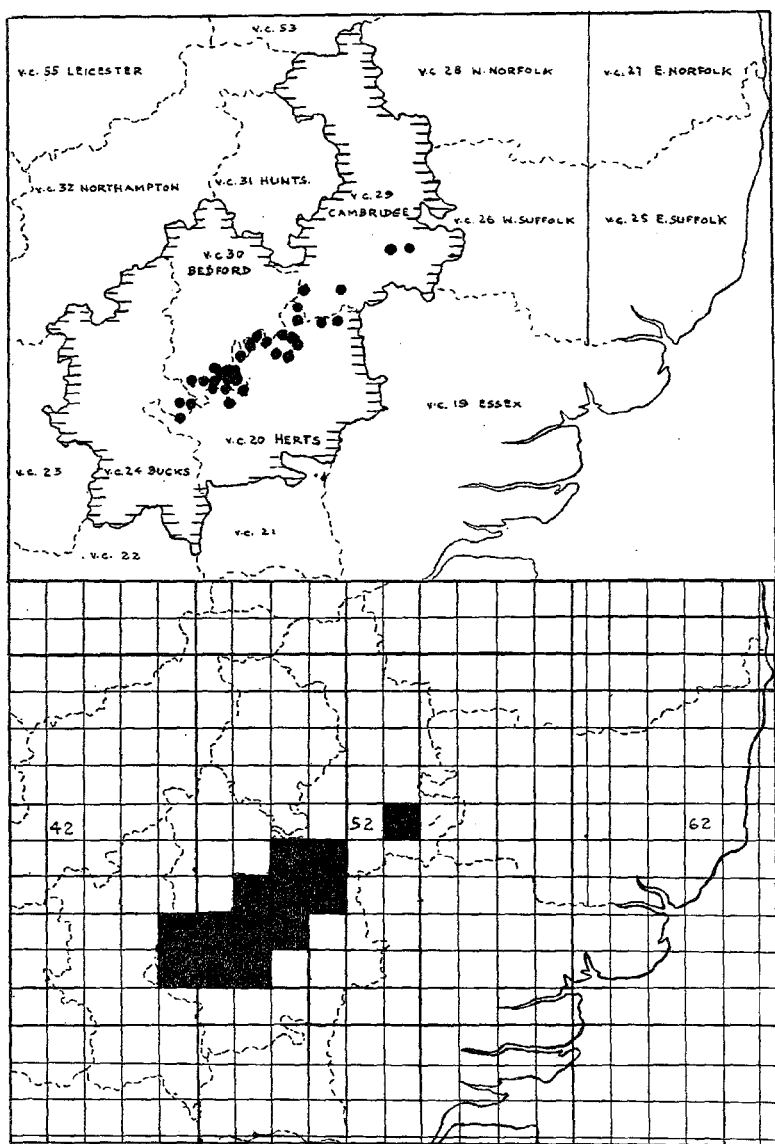 v.c. 53
v.c. 55 LEICESTER
v.c. 28 W. NORFOLK
v.c. 27 E. NORFOLK
v.c. 32 NORTHAMPTON
v.c. 31 HUNTS.
v.c. 29
CAMBRIDGE
v.c. 26 W. SUFFOLK
v.c. 25 E. SUFFOLK
v.c 30
BEDFORD
v.c. 19 ESSEX
v.c. 20 HERTS
v.c. 23
v.c. 24 BUCKS
v.c. 21
v.c. 22
42
52
62